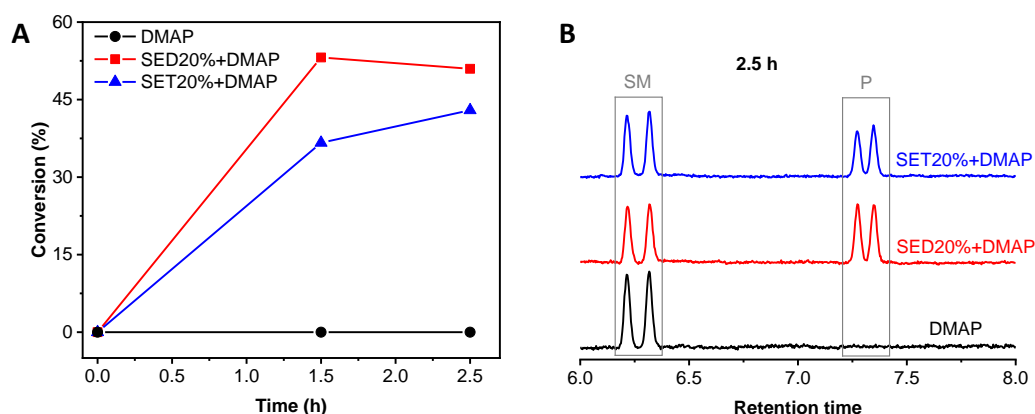 A
60
45
30
15
0
Conversion (%)
DMAP
SED20%+DMAP
SET20%+DMAP
0.0
0.5
1.0
1.5
2.0
2.5
Time (h)
B
2.5 h
SM
P
SET20%+DMAP
SED20%+DMAP
DMAP
6.0
6.5
7.0
7.5
8.0
Retention time